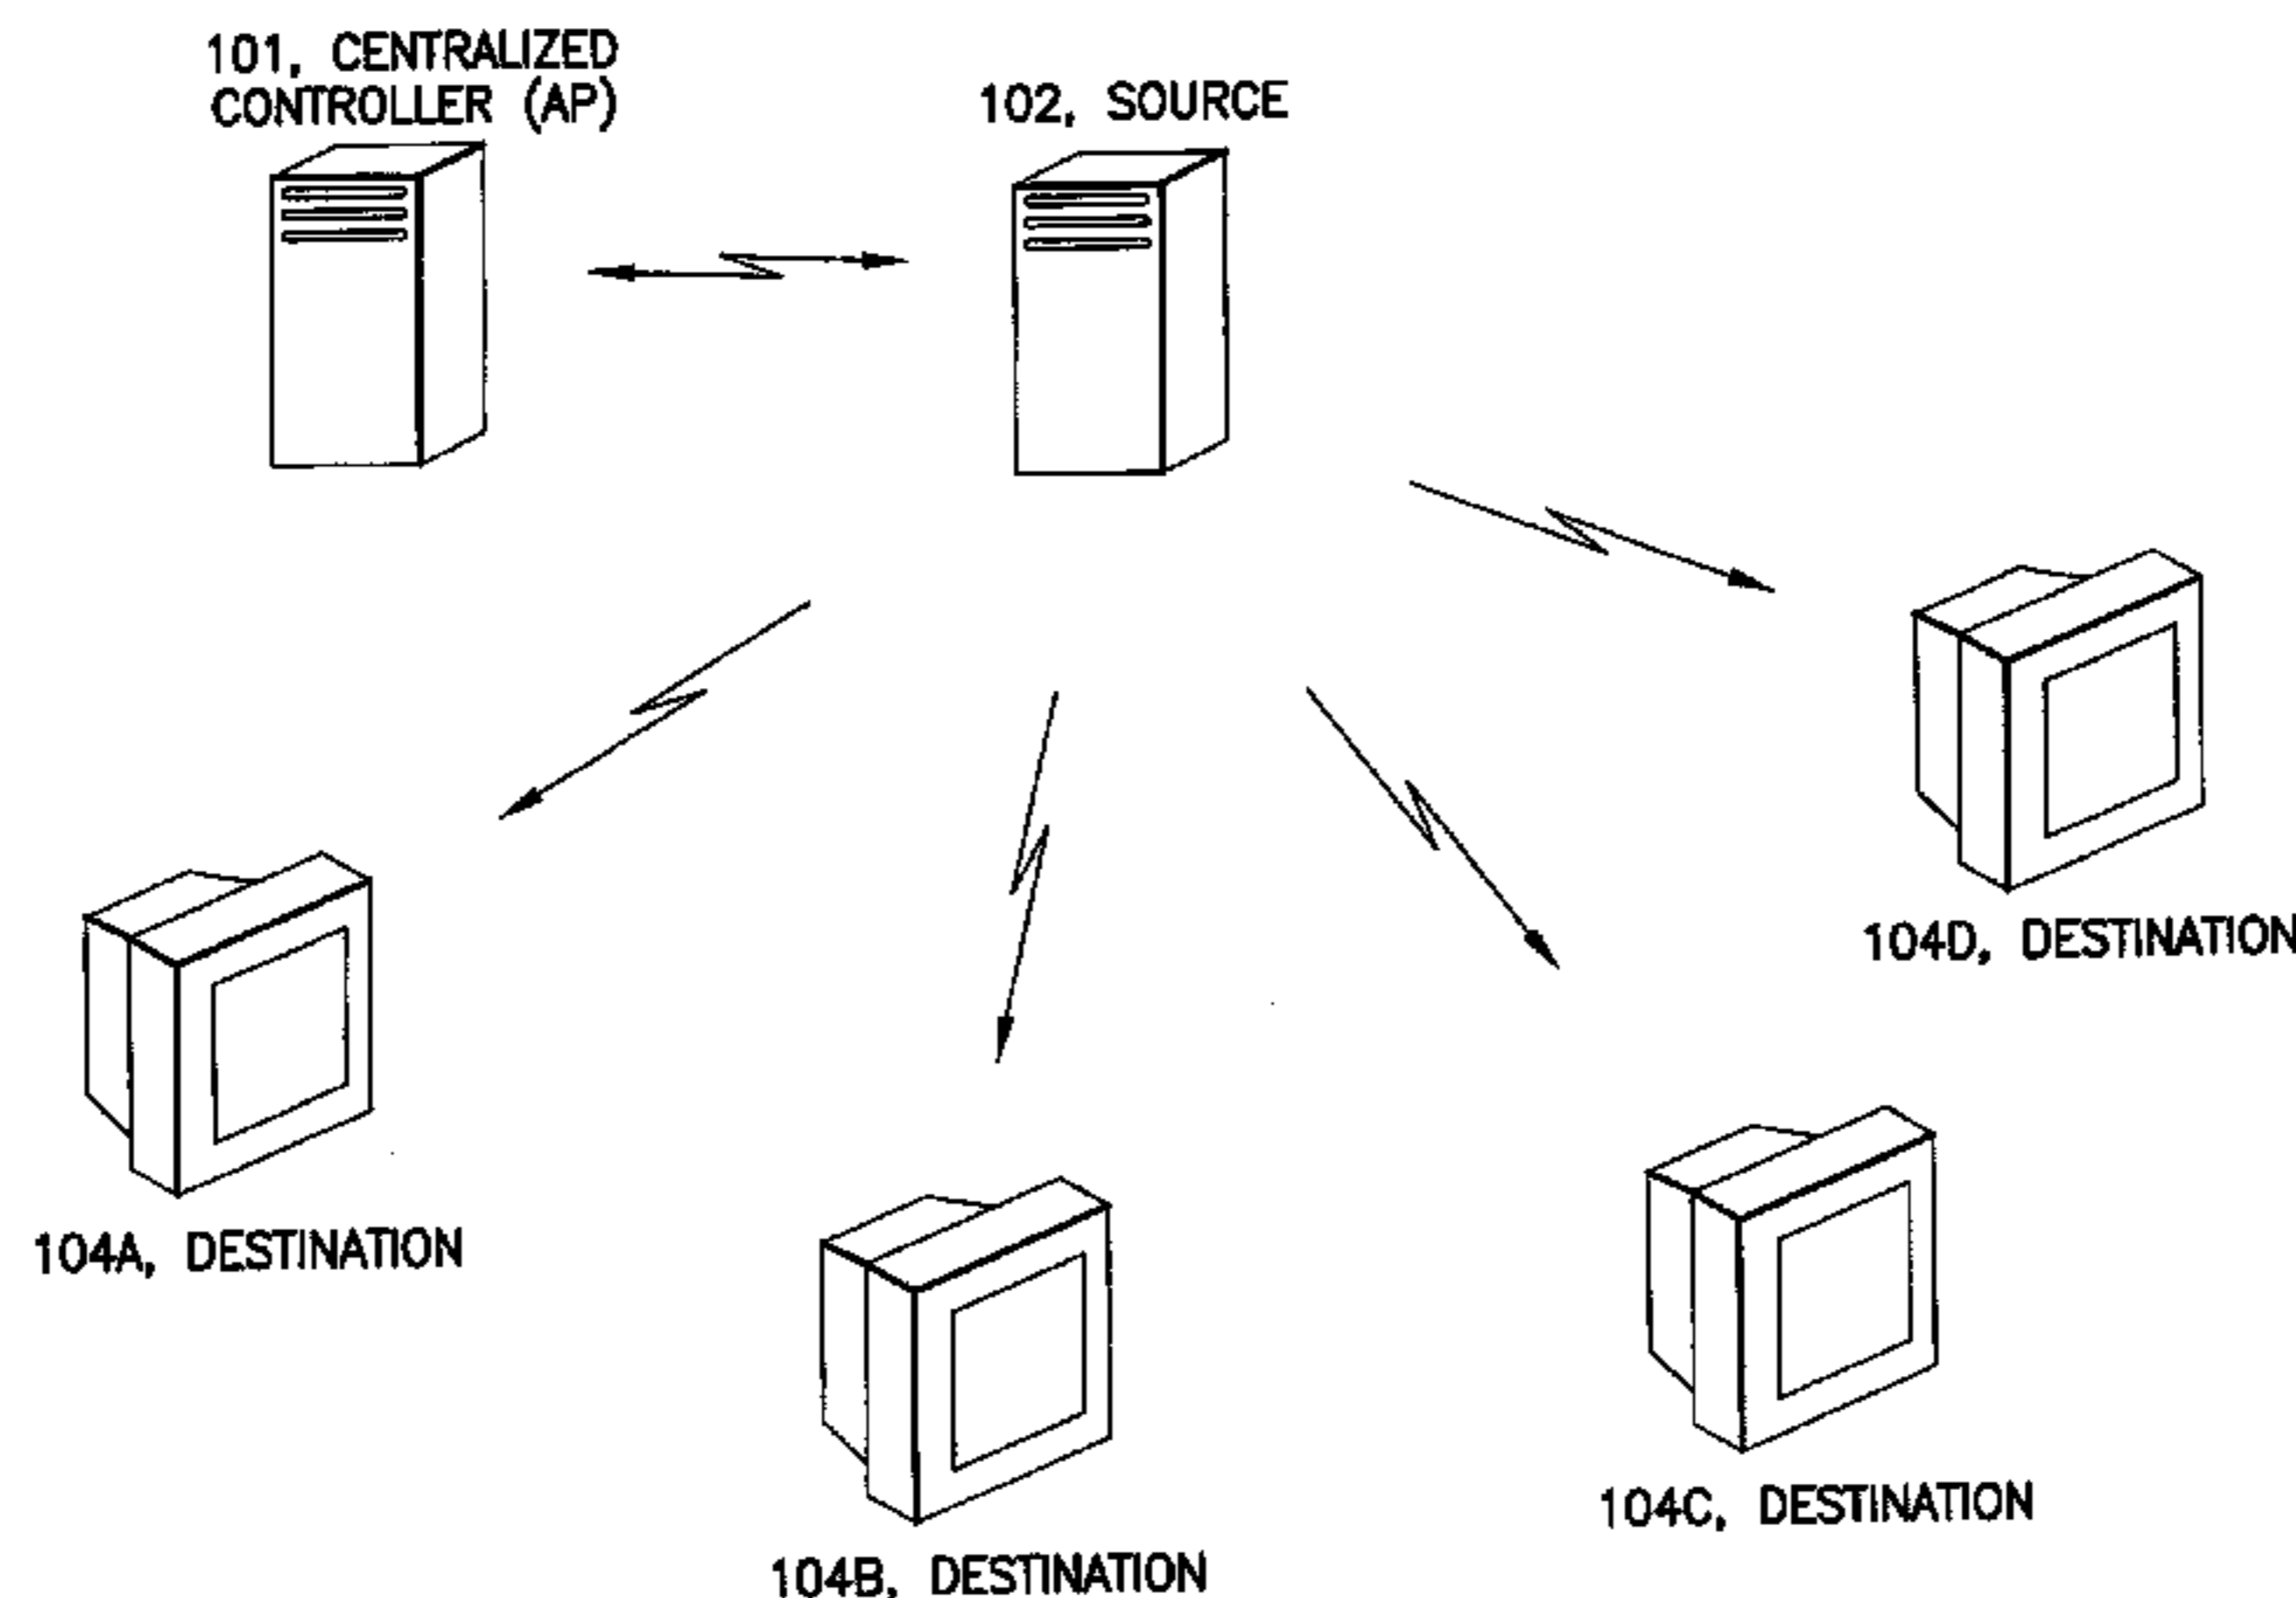 101, CENTRALIZED
CONTROLLER (AP)
102, SOURCE
104D, DESTINATION
104A, DESTINATION
104C, DESTINATION
104B, DESTINATION